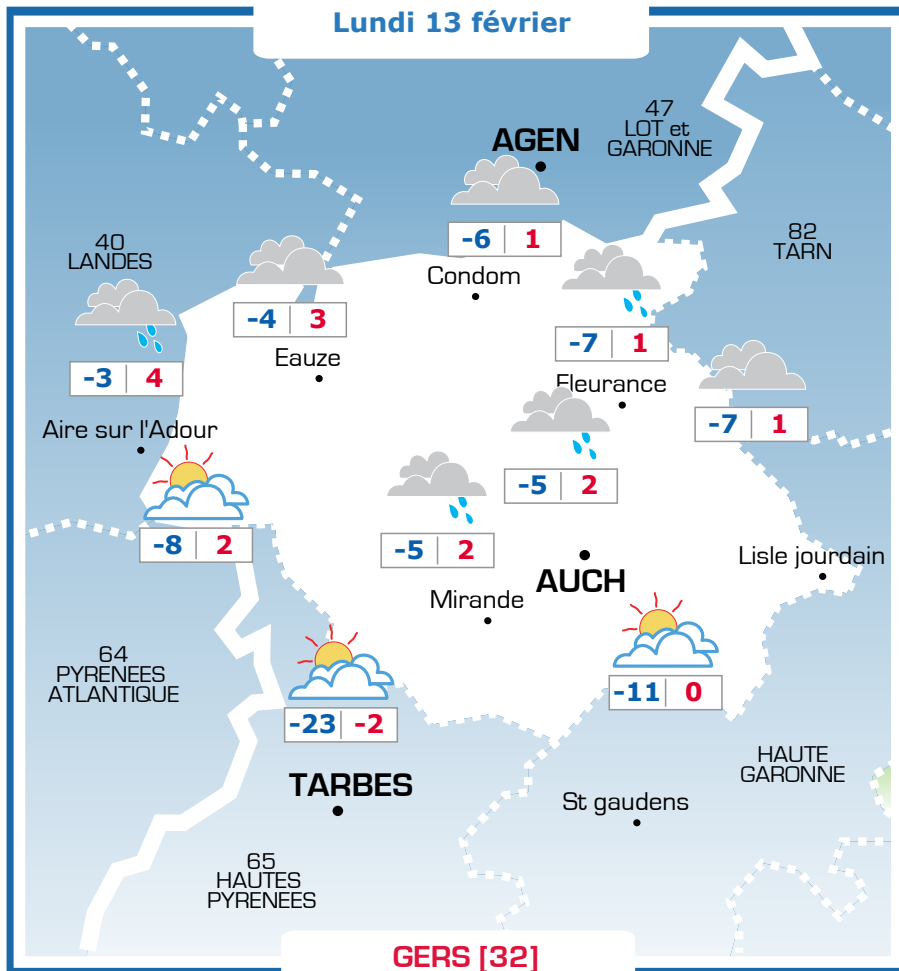 Lundi 13 février
47
LOT et
GARONNE
AGEN
-6 1
Condom
82
TARN
40
LANDES
-4 3
Eauze
-7 1
Fleurance
-3 4
Aire sur l'Adour
-7 1
-5 2
-8 2
-5 2
AUCH
Lisle jourdain
Mirande
64
PYRENEES
ATLANTIQUE
-11 0
-23 -2
TARBES
HAUTE
GARONNE
St gaudens
65
HAUTES
PYRENEES
GERS [32]